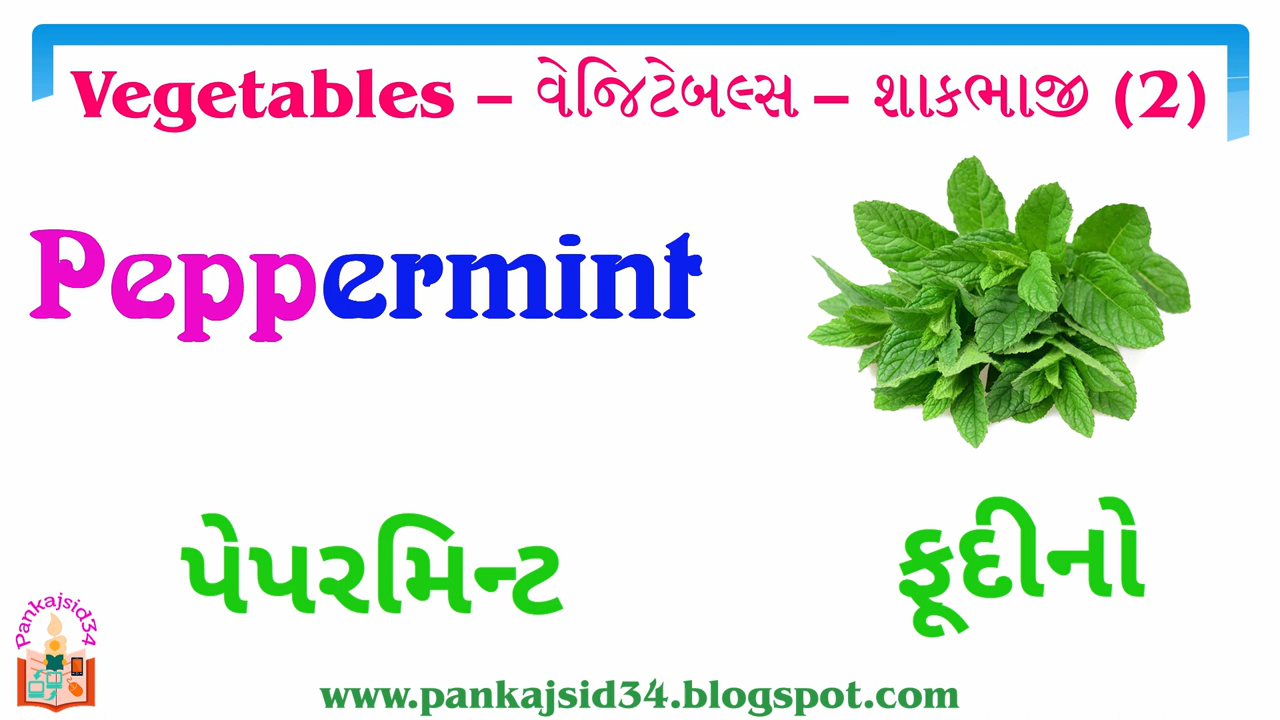 Vegetables – વેજિટેબલ્સ – શાકભાજી (2)
Peppermint
પેપરમિન્ટ
ફૂદીનો
Pankajsid34
www.pankajsid34.blogspot.com